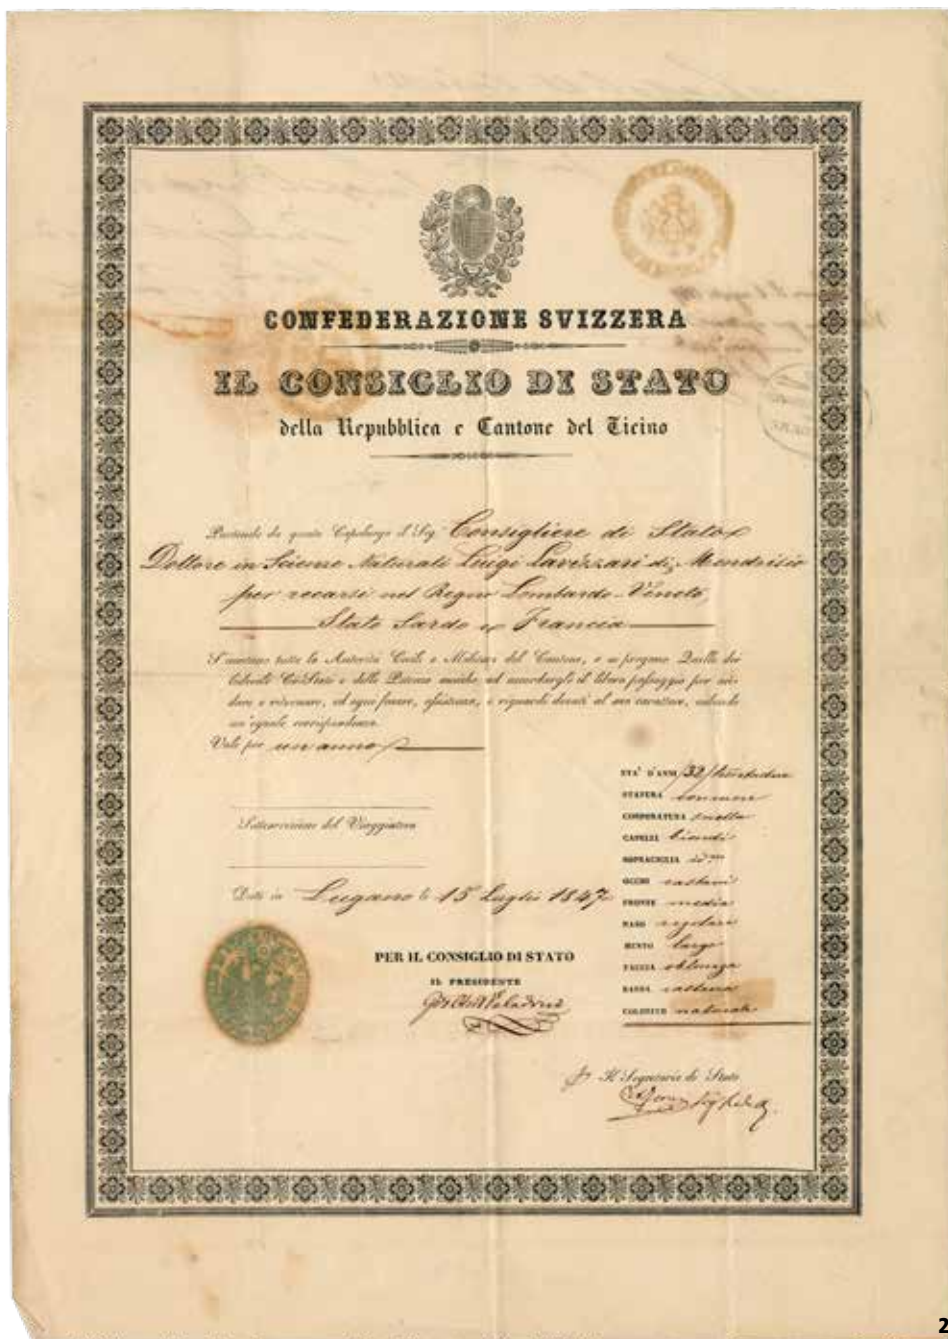 CONFEDERAZIONE SVIZZERA
IL CONSIGLIO DI STATO
della Repubblica e Cantone del Ticino
Partendo da questo Capoluogo il Sig. Consigliere di Stato
Dottore in Scienze Naturali Luigi Lavizzari di Mendrisio
per recarsi nel Regno Lombardo-Veneto,
Stato Sardo e Francia
S'invitano tutte le Autorità Civili e Militari del Cantone, e si pregano Quelle dei
Co-Stati e delle Potenze amiche ad accordargli il libero passaggio per an-
dare e ritornare, ed ogni favore, assistenza, e riguardi dovuti al suo carattere,
un'eguale corrispondenza.
Vale per un anno
ETA' D'ANNI 32/trentadue
STATURA comune
CORPORATURA snella
Sottoscrizione del Viaggiatore
CAPELLI biondi
SOPRACIGLIA
OCCHI castani
Dato in Lugano li 15 Luglio 1847
FRONTE media
NASO regolare
MENTO largo
PER IL CONSIGLIO DI STATO
FACCIA oblunga
IL PRESIDENTE
BARBA castana
COLORITO naturale
Il Segretario di Stato
2